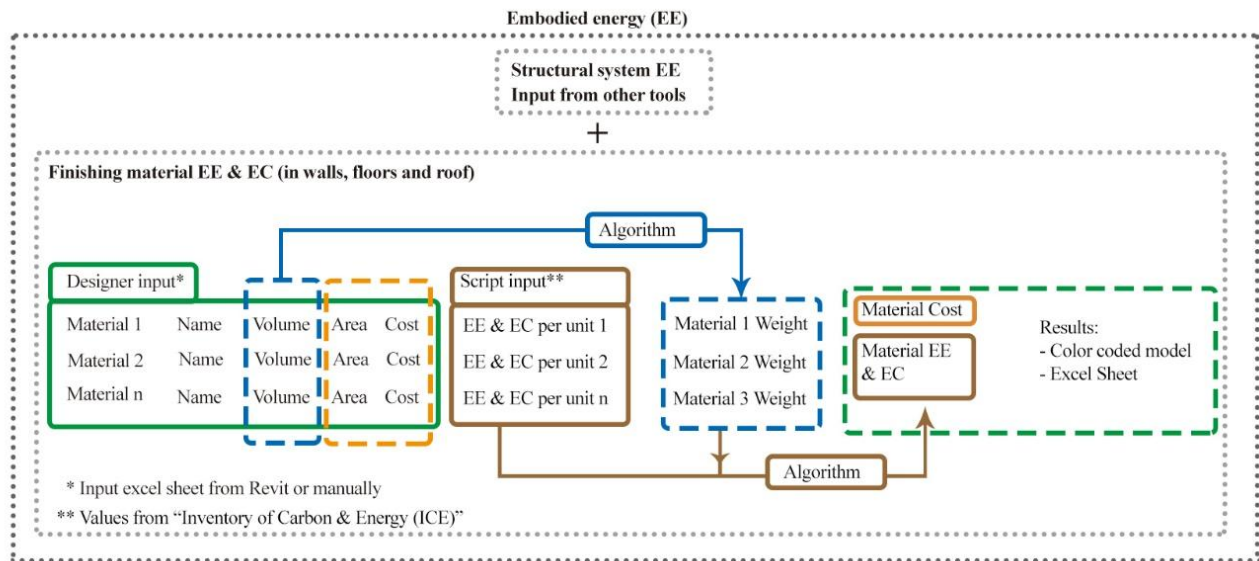 Embodied energy (EE)
Structural system EE
Input from other tools
+
Finishing material EE & EC (in walls, floors and roof)
Algorithm
Designer input*
Material 1 Name Volume Area Cost
Material 2 Name Volume Area Cost
Material n Name Volume Area Cost
Script input**
EE & EC per unit 1
EE & EC per unit 2
EE & EC per unit n
Material 1 Weight
Material 2 Weight
Material 3 Weight
Material Cost
Material EE
& EC
Results:
- Color coded model
- Excel Sheet
Algorithm
* Input excel sheet from Revit or manually
** Values from “Inventory of Carbon & Energy (ICE)”